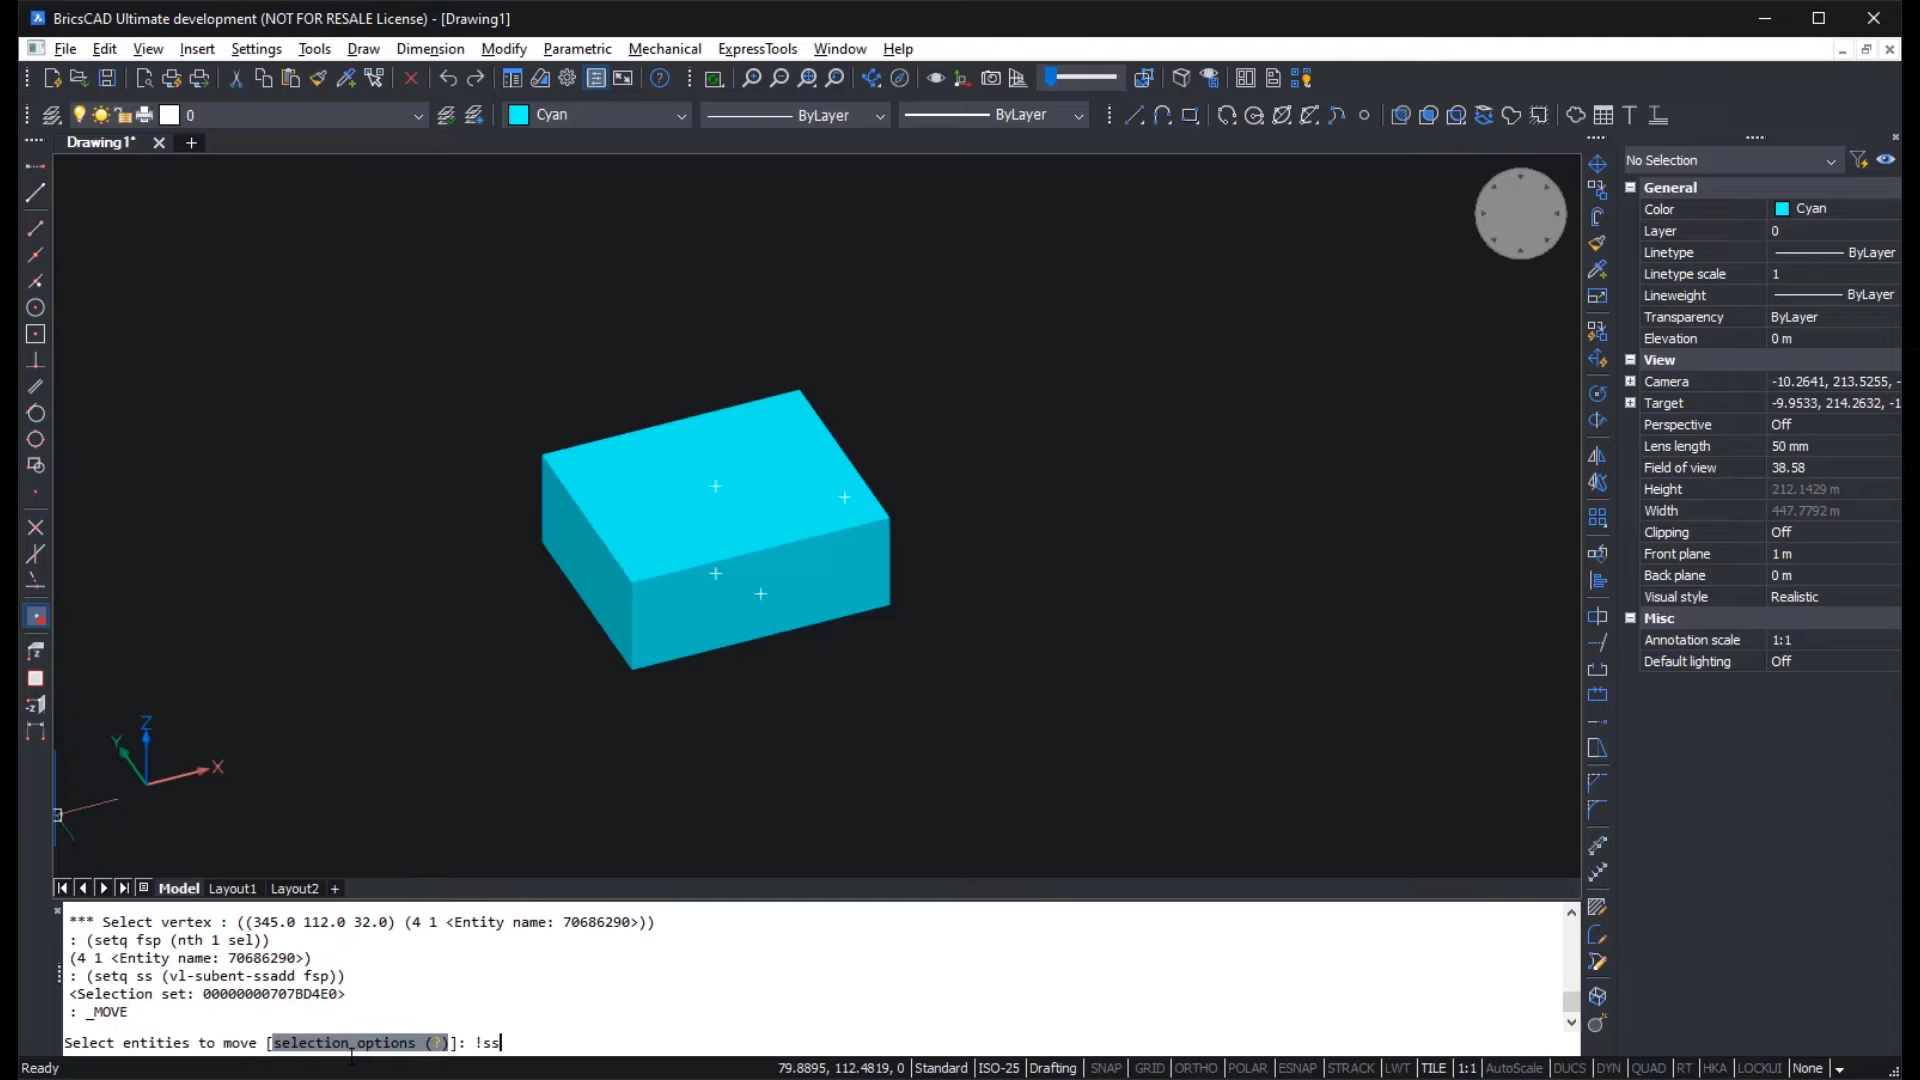 BricsCAD Ultimate development (NOT FOR RESALE License) - [Drawing1]
File Edit View Insert Settings Tools Draw Dimension Modify Parametric Mechanical ExpressTools Window Help
0 Cyan ByLayer ByLayer
Drawing1*
No Selection
General
Color Cyan
Layer 0
Linetype ByLayer
Linetype scale 1
Lineweight ByLayer
Transparency ByLayer
Elevation 0 m
View
Camera -10.2641, 213.5255, -
Target -9.9533, 214.2632, -1
Perspective Off
Lens length 50 mm
Field of view 38.58
Height 212.1429 m
Width 447.7792 m
Clipping Off
Front plane 1 m
Back plane 0 m
Visual style Realistic
Misc
Annotation scale 1:1
Default lighting Off
Z
Y
X
Model Layout1 Layout2 +
*** Select vertex : ((345.0 112.0 32.0) (4 1 <Entity name: 70686290>))
: (setq fsp (nth 1 sel))
(4 1 <Entity name: 70686290>)
: (setq ss (vl-subent-ssadd fsp))
<Selection set: 00000000707BD4E0>
: _MOVE
Select entities to move [selection options (?)]: !ss
Ready 79.8895, 112.4819, 0 Standard ISO-25 Drafting SNAP GRID ORTHO POLAR ESNAP STRACK LWT TILE 1:1 AutoScale DUCS DYN QUAD RT HKA LOCKUI None